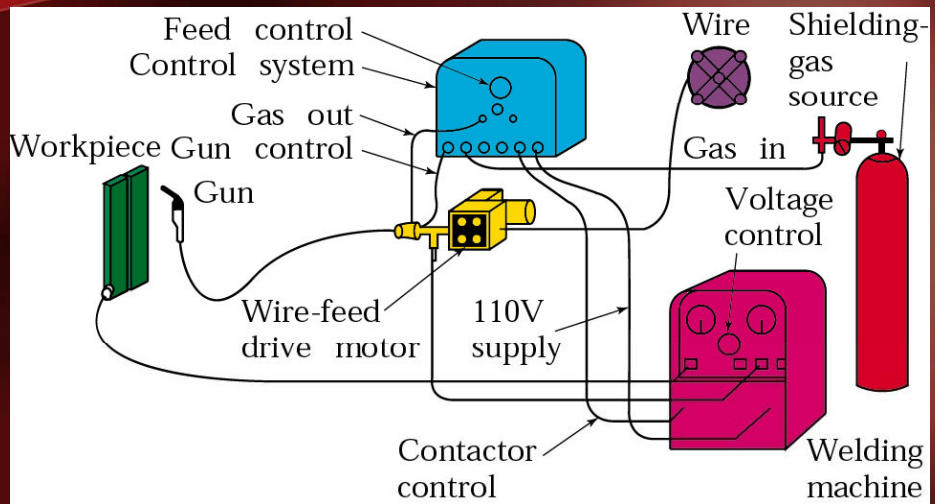 Feed control
Control system
Gas out
Gun control
Workpiece
Gun
Wire
Shielding-
gas
source
Gas in
Voltage
control
Wire-feed
drive motor
110V
supply
Contactor
control
Welding
machine